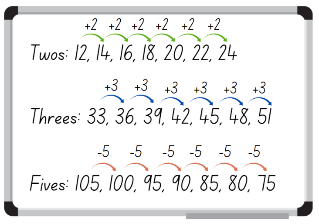 +2 +2 +2 +2 +2 +2
Twos: 12, 14, 16, 18, 20, 22, 24
+3 +3 +3 +3 +3 +3
Threes: 33, 36, 39, 42, 45, 48, 51
-5 -5 -5 -5 -5 -5
Fives: 105, 100, 95, 90, 85, 80, 75